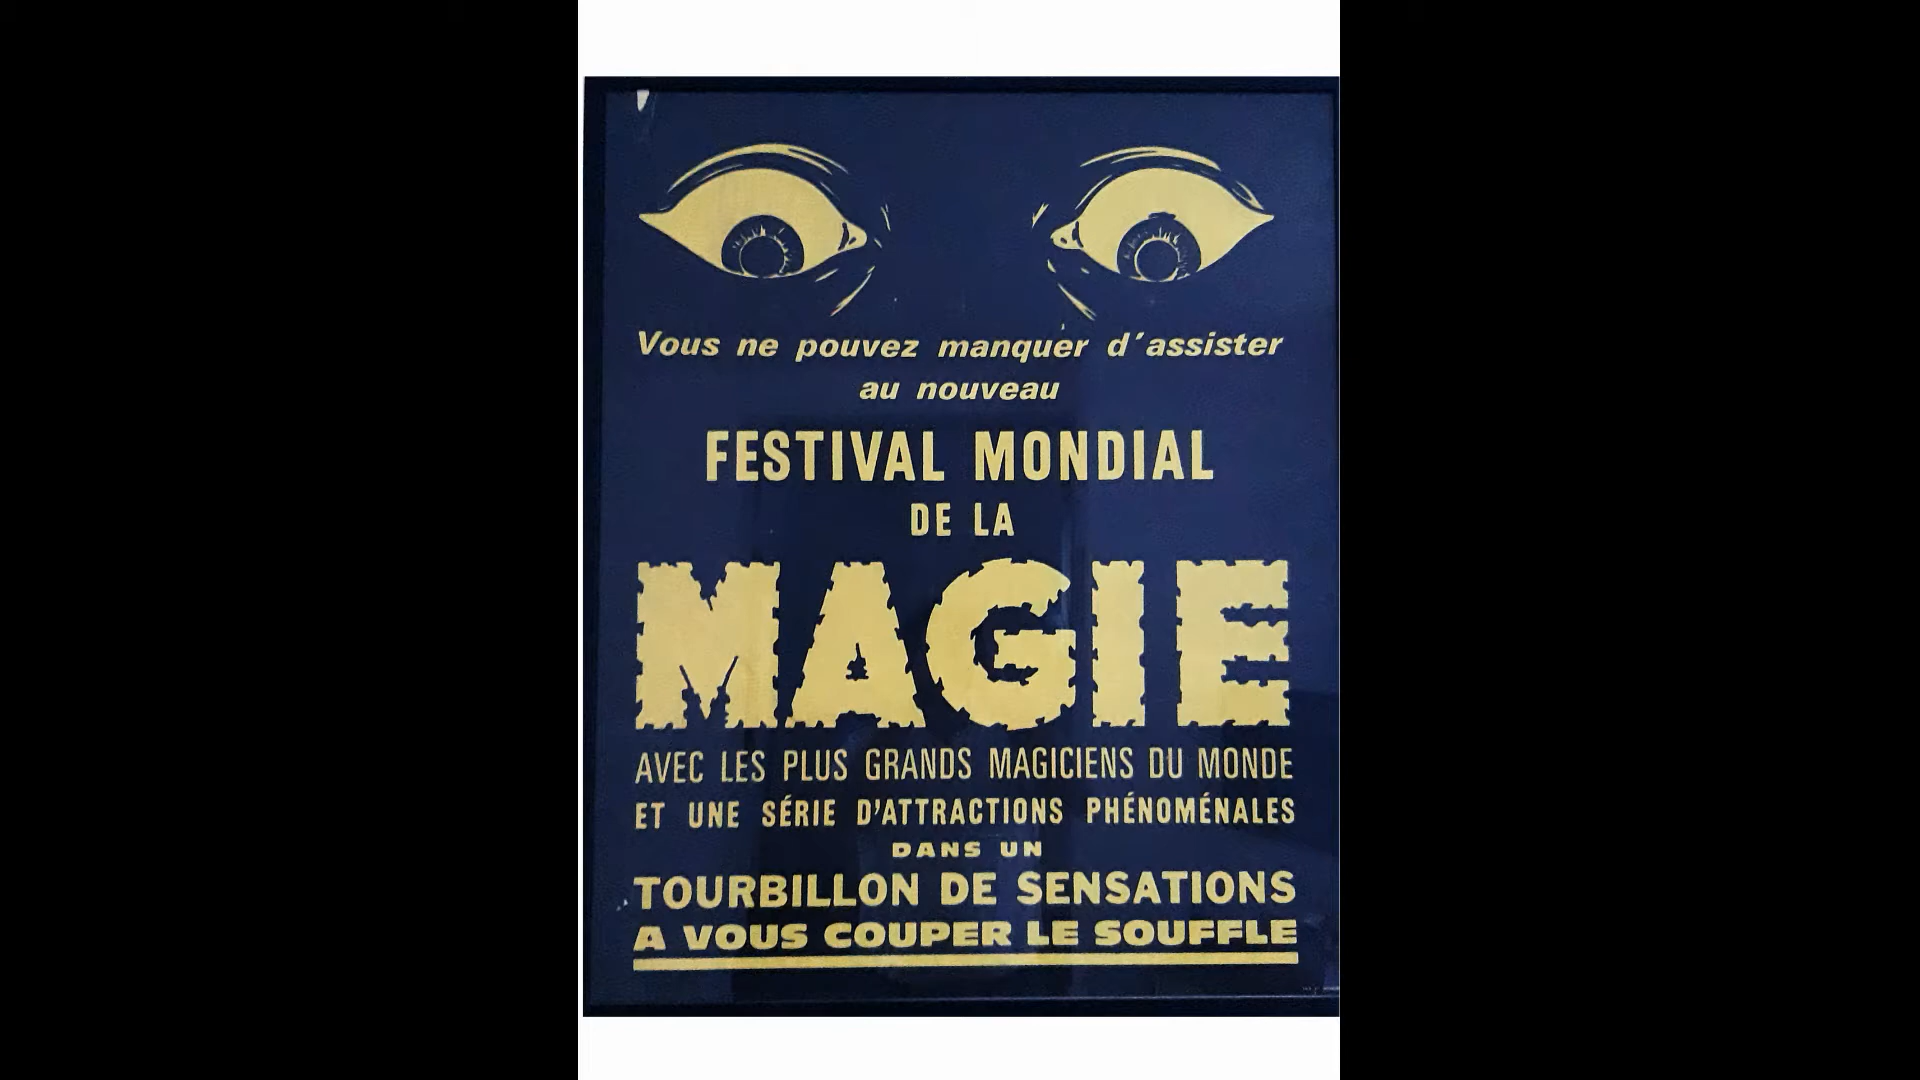 Vous ne pouvez manquer d'assister
au nouveau
FESTIVAL MONDIAL
DE LA
MAGIE
AVEC LES PLUS GRANDS MAGICIENS DU MONDE
ET UNE SÉRIE D'ATTRACTIONS PHÉNOMÉNALES
DANS UN
TOURBILLON DE SENSATIONS
A VOUS COUPER LE SOUFFLE